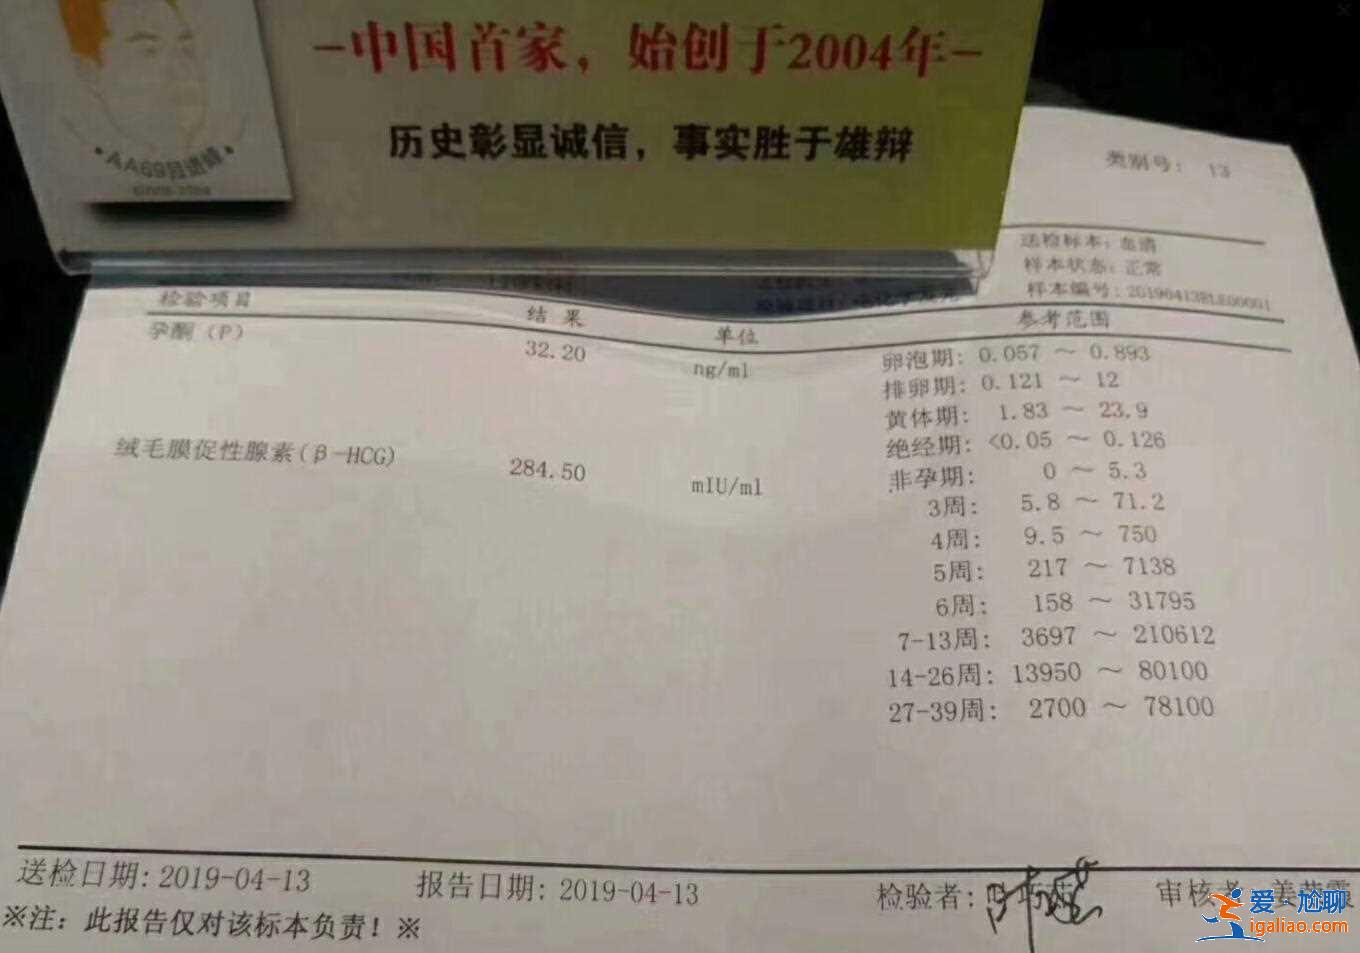 -中国首家，始创于2004年-
历史彰显诚信，事实胜于雄辩
类别号： 13
送检标本：血清
样本状态：正常
样本编号：20190413BLE00001
检验项目 结 果 单位 参考范围
孕酮（P） 32.20 ng/ml 卵泡期：0.057 ～ 0.893
排卵期：0.121 ～ 12
黄体期： 1.83 ～ 23.9
绝经期：<0.05 ～ 0.126
绒毛膜促性腺素(β-HCG) 284.50 mIU/ml 非孕期： 0 ～ 5.3
3周： 5.8 ～ 71.2
4周： 9.5 ～ 750
5周： 217 ～ 7138
6周： 158 ～ 31795
7-13周： 3697 ～ 210612
14-26周：13950 ～ 80100
27-39周： 2700 ～ 78100
送检日期：2019-04-13 报告日期：2019-04-13 检验者： 审核者
※注：此报告仅对该标本负责！※
爱·尬聊
igaliao.com